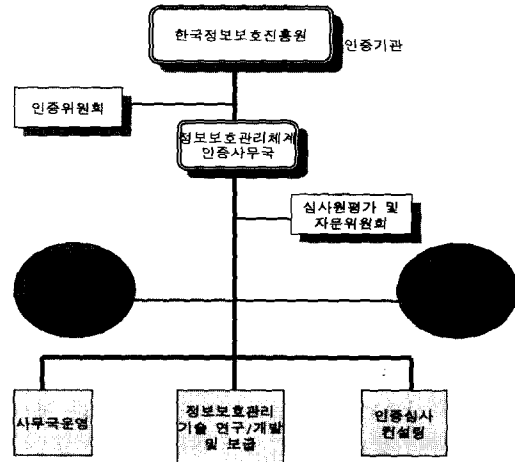 한국정보보호진흥원
인증기관
인증위원회
정보보호관리체계
인증사무국
심사원평가 및
자문위원회
사무국운영
정보보호관리
기술 연구/개발
및 보급
인증심사
컨설팅